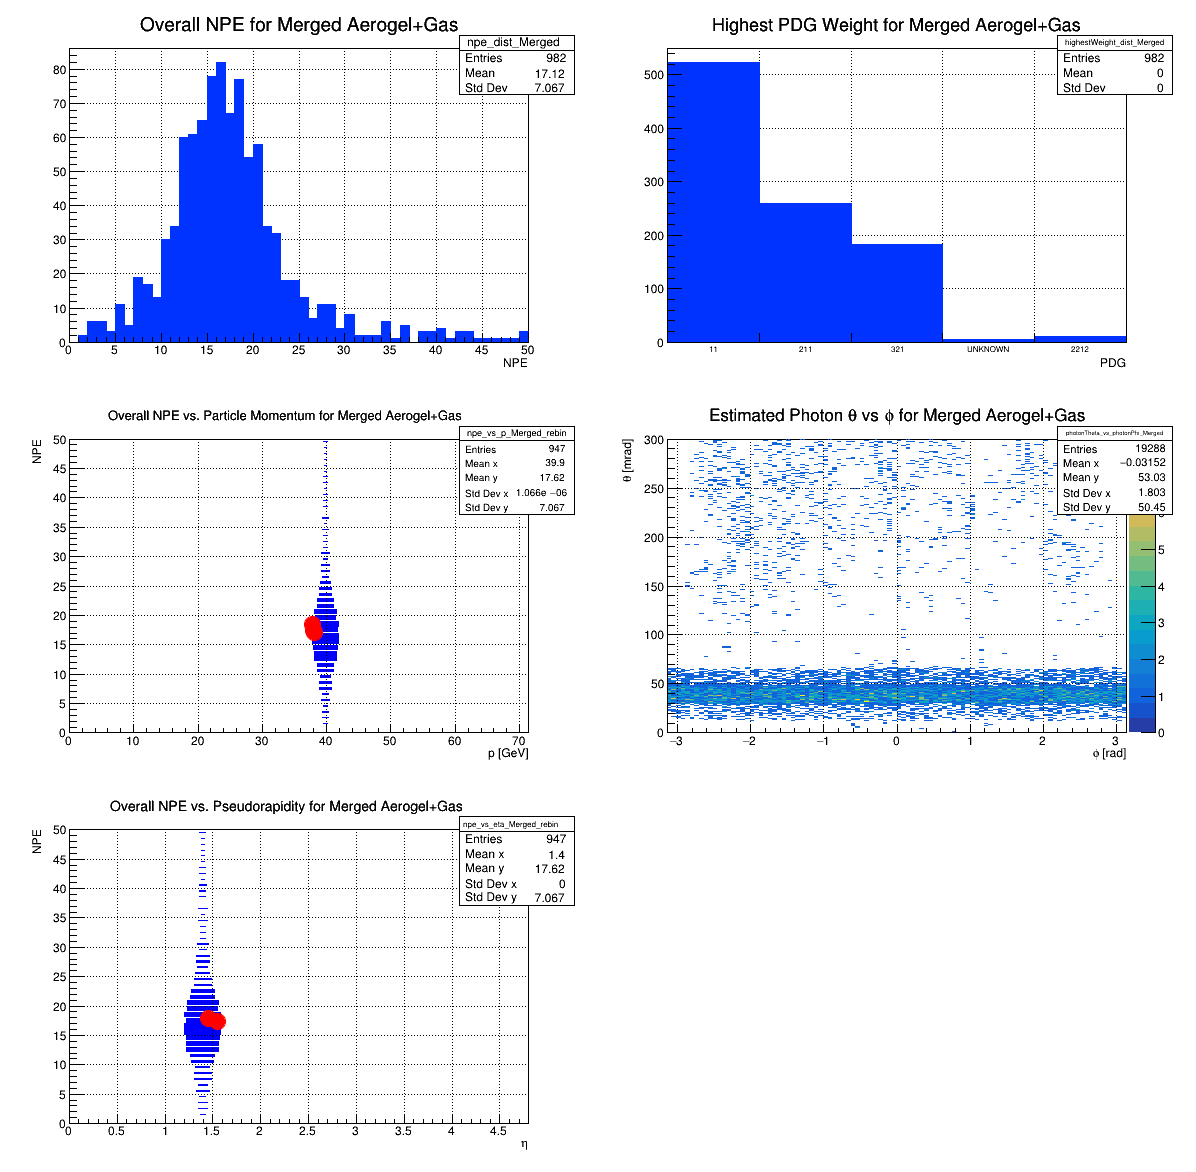 Overall NPE for Merged Aerogel+Gas
npe_dist_Merged
Entries 982
Mean 17.12
Std Dev 7.067
80
70
60
50
40
30
20
10
0
0 5 10 15 20 25 30 35 40 45 50
NPE
Highest PDG Weight for Merged Aerogel+Gas
highestWeight_dist_Merged
Entries 982
Mean 0
Std Dev 0
500
400
300
200
100
0
11 211 321 UNKNOWN 2212
PDG
Overall NPE vs. Particle Momentum for Merged Aerogel+Gas
npe_vs_p_Merged_rebin
Entries 947
Mean x 39.9
Mean y 17.62
Std Dev x 1.066e −06
Std Dev y 7.067
NPE
50
45
40
35
30
25
20
15
10
5
0
0 10 20 30 40 50 60 70
p [GeV]
Estimated Photon θ vs ϕ for Merged Aerogel+Gas
photonTheta_vs_photonPhi_Merged
Entries 19288
Mean x −0.03152
Mean y 53.03
Std Dev x 1.803
Std Dev y 50.45
θ [mrad]
300
250
200
150
100
50
0
−3 −2 −1 0 1 2 3
ϕ [rad]
5
4
3
2
1
0
Overall NPE vs. Pseudorapidity for Merged Aerogel+Gas
npe_vs_eta_Merged_rebin
Entries 947
Mean x 1.4
Mean y 17.62
Std Dev x 0
Std Dev y 7.067
NPE
50
45
40
35
30
25
20
15
10
5
0
0 0.5 1 1.5 2 2.5 3 3.5 4 4.5
η